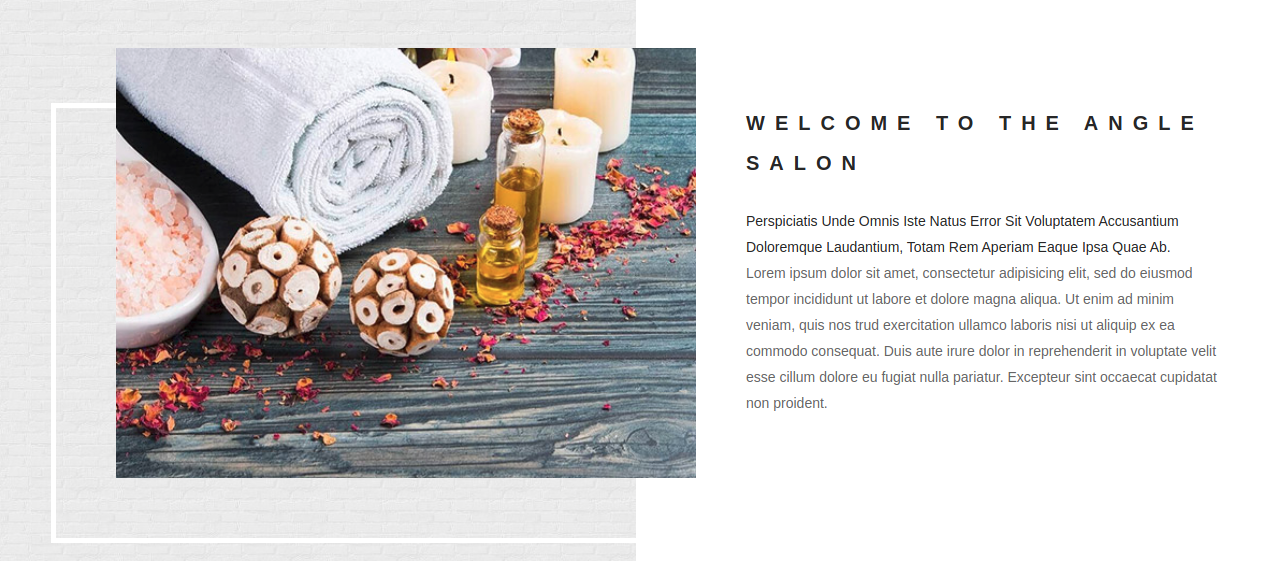 WELCOME TO THE ANGLE
SALON
Perspiciatis Unde Omnis Iste Natus Error Sit Voluptatem Accusantium
Doloremque Laudantium, Totam Rem Aperiam Eaque Ipsa Quae Ab.
Lorem ipsum dolor sit amet, consectetur adipisicing elit, sed do eiusmod
tempor incididunt ut labore et dolore magna aliqua. Ut enim ad minim
veniam, quis nos trud exercitation ullamco laboris nisi ut aliquip ex ea
commodo consequat. Duis aute irure dolor in reprehenderit in voluptate velit
esse cillum dolore eu fugiat nulla pariatur. Excepteur sint occaecat cupidatat
non proident.